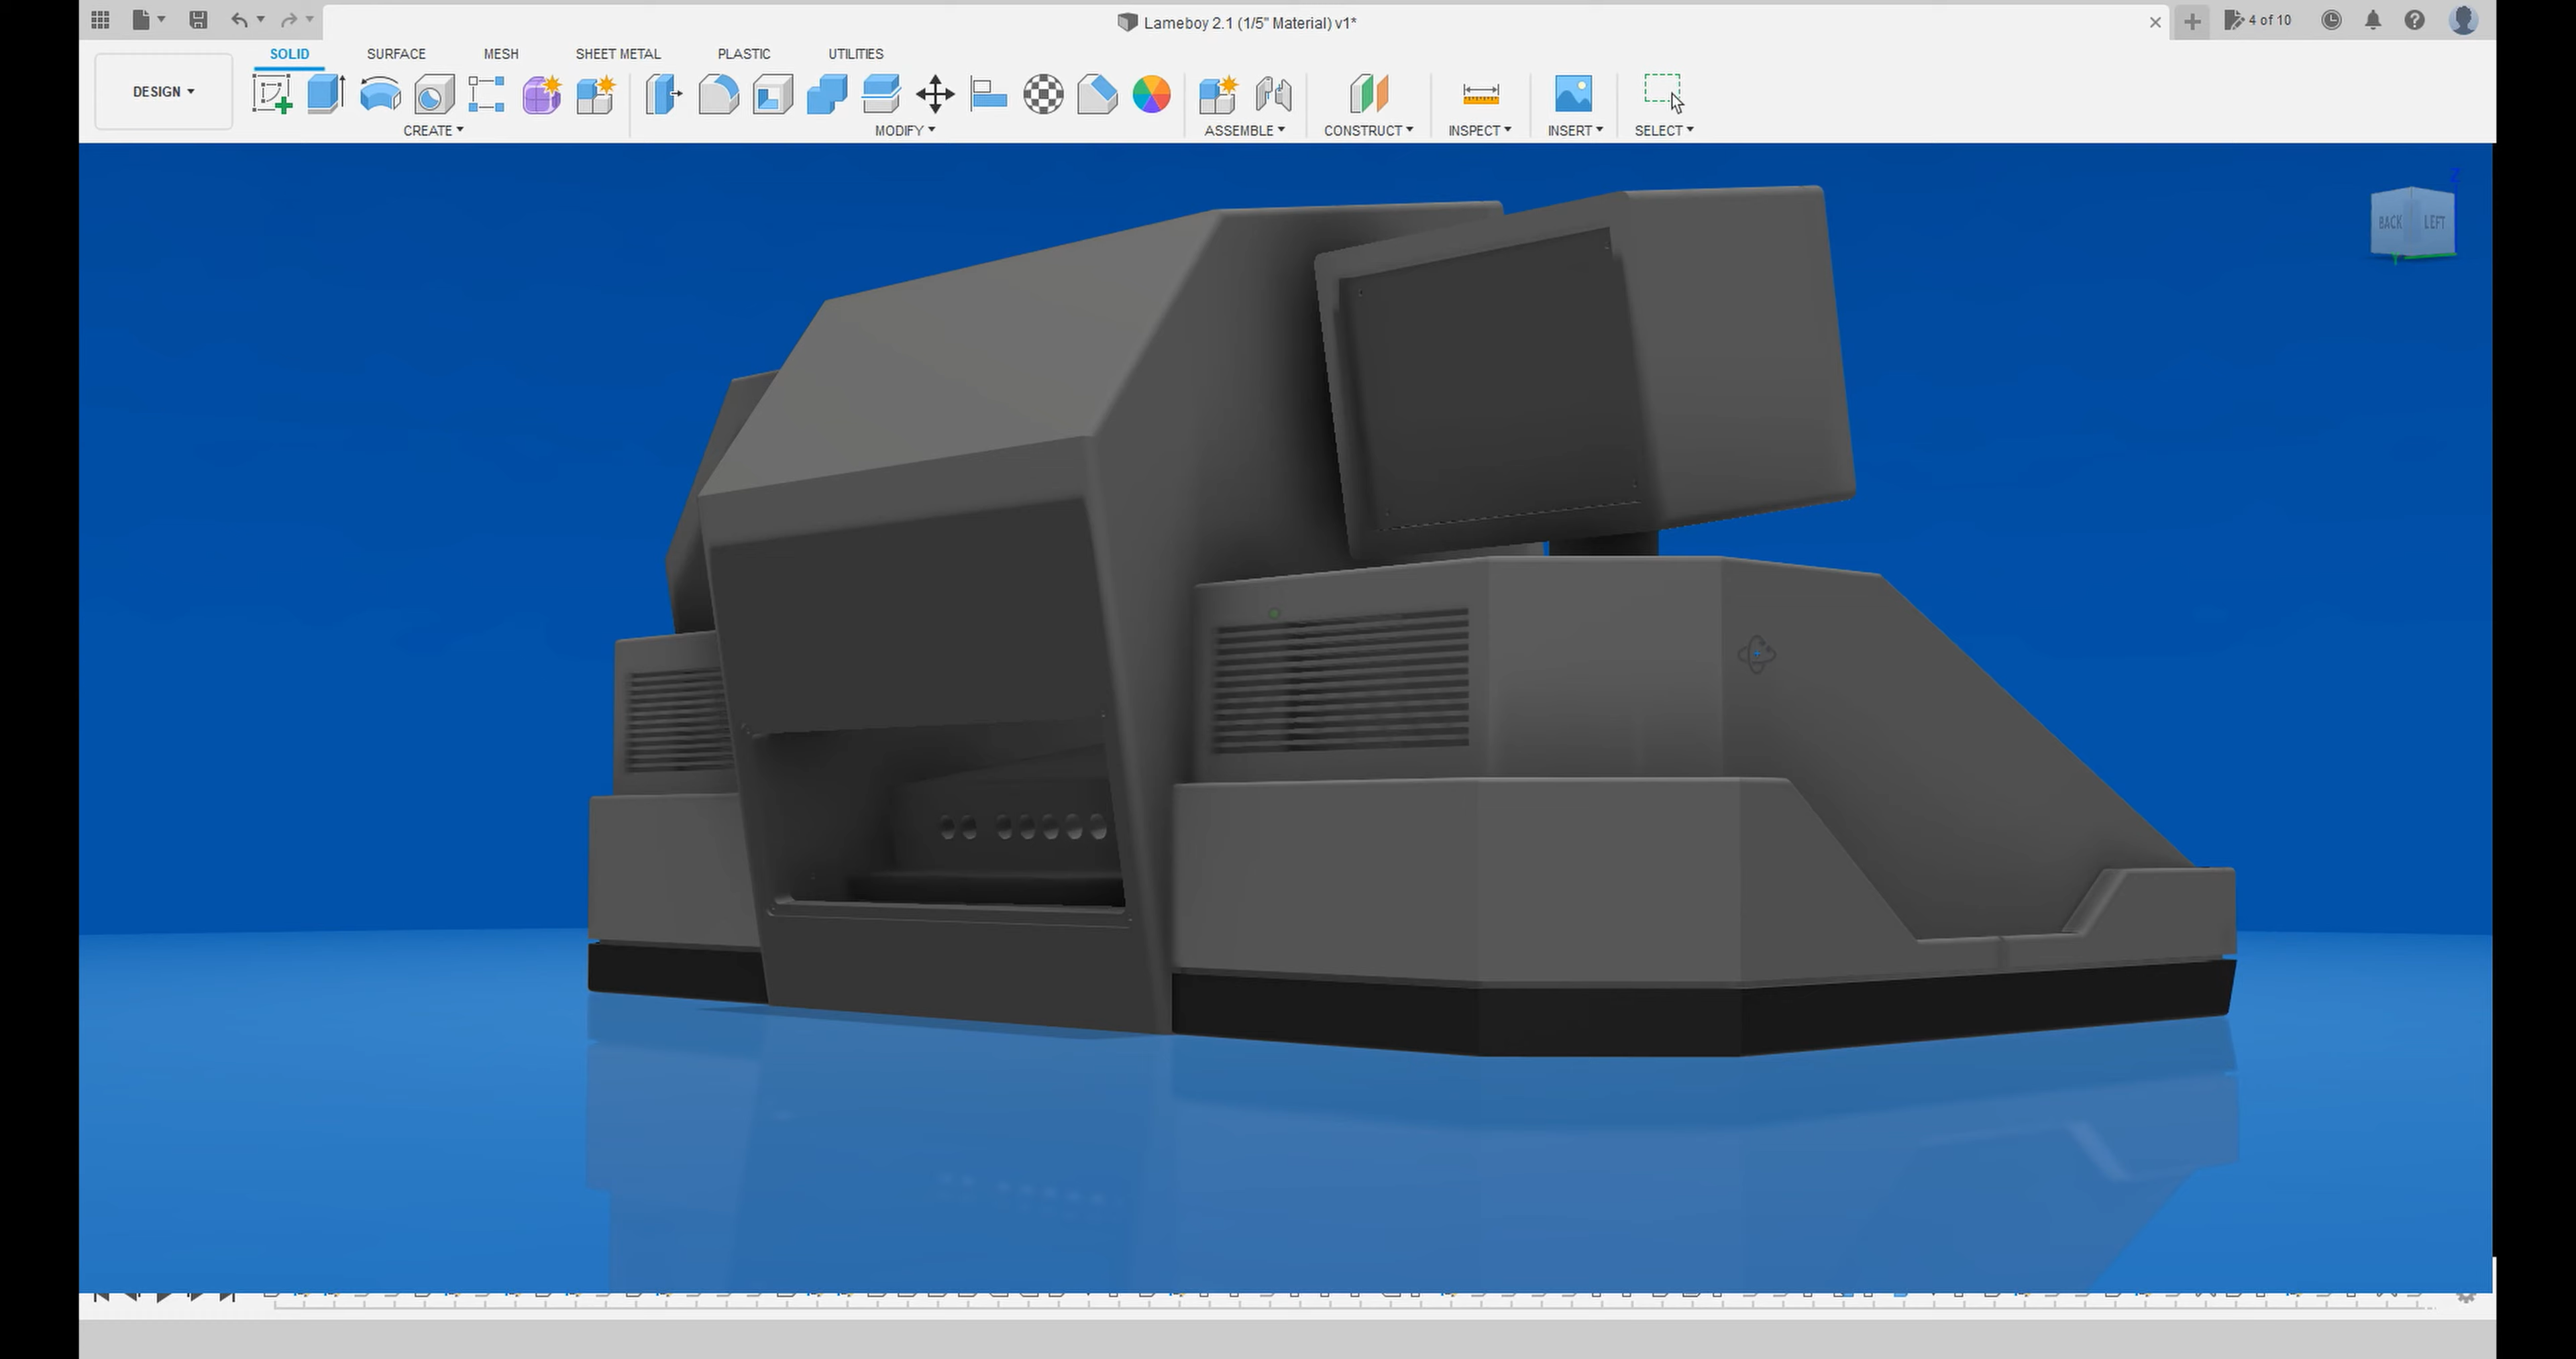 Lameboy 2.1 (1/5" Material) v1*
4 of 10
SOLID SURFACE MESH SHEET METAL PLASTIC UTILITIES
DESIGN
CREATE MODIFY ASSEMBLE CONSTRUCT INSPECT INSERT SELECT
Z
BACK LEFT
Y